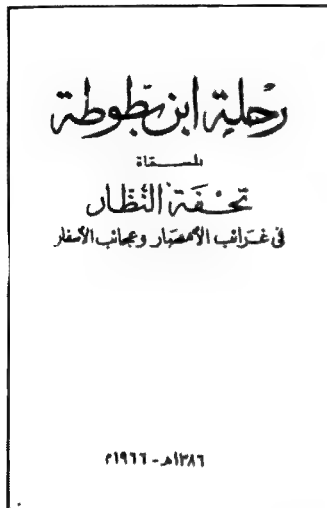 رحلة ابن بطوطة
المسماة
تحفة النظار
في غرائب الأمصار وعجائب الأسفار
١٣٨٦هـ - ١٩٦٦م